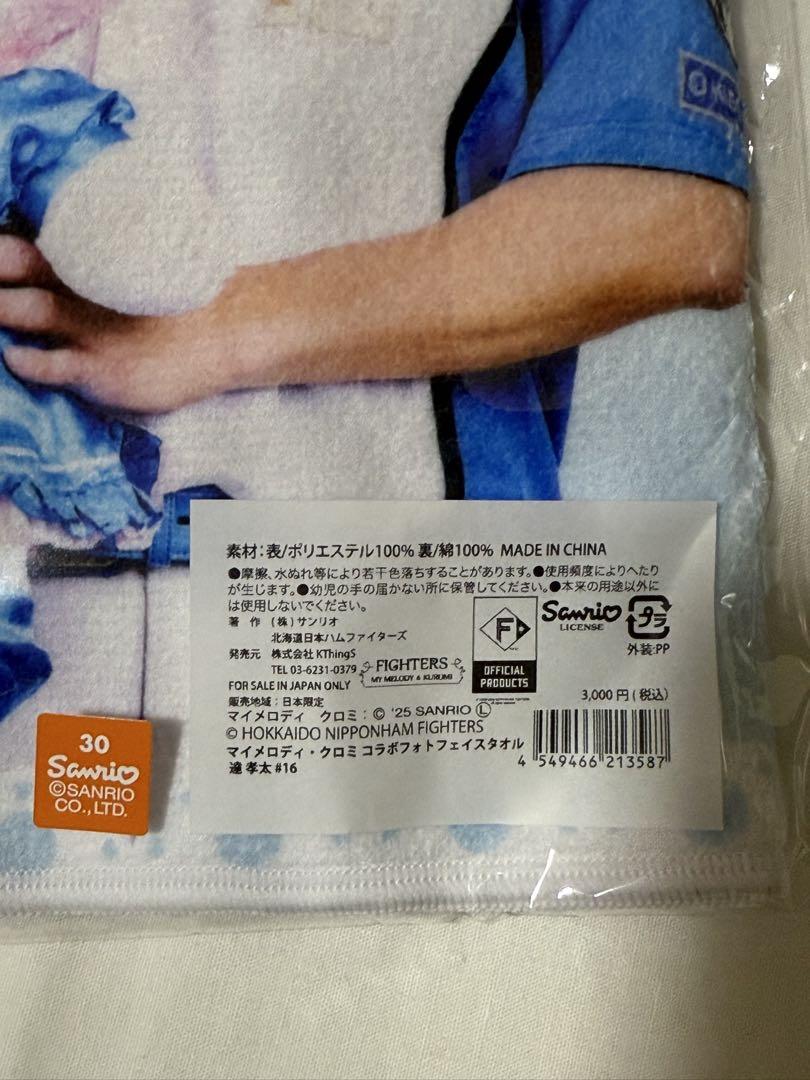 素材：表/ポリエステル100% 裏/綿100% MADE IN CHINA
●摩擦、水ぬれ等により若干色落ちすることがあります。●使用頻度によりへたり
が生じます。●幼児の手の届かない所に保管してください。●本来の用途以外に
は使用しないでください。
著 作 (株)サンリオ
北海道日本ハムファイターズ
発売元 株式会社 KThingS
TEL 03-6231-0379
FOR SALE IN JAPAN ONLY
販売地域：日本限定
FIGHTERS
MY MELODY & KUROMI
F
OFFICIAL
PRODUCTS
Sanrio
LICENSE
プラ
外装:PP
3,000円(税込)
マイメロディ クロミ：© '25 SANRIO Ⓛ
© HOKKAIDO NIPPONHAM FIGHTERS
マイメロディ・クロミ コラボフォトフェイスタオル
達 孝太 #16
4 549466 213587
30
Sanrio
©SANRIO
CO., LTD.